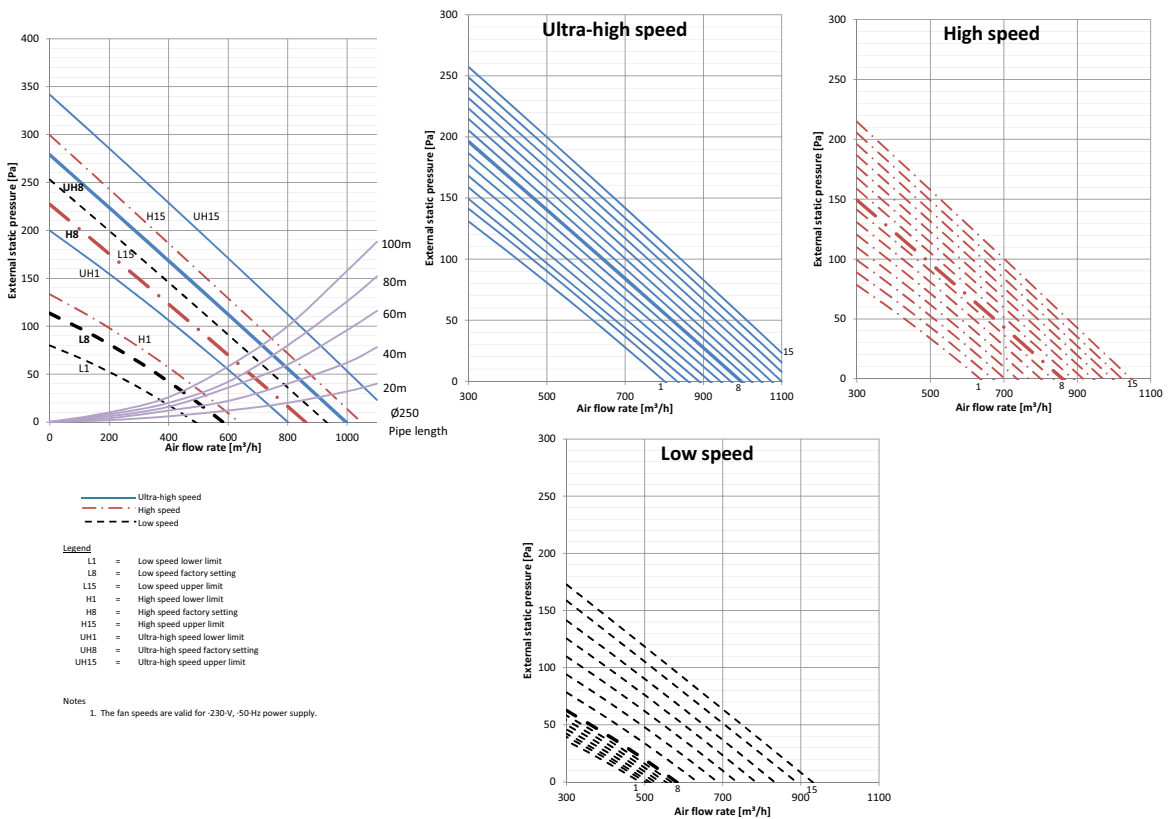 400
350
300
250
200
150
100
50
0
External static pressure [Pa]
UH8
H15
UH15
H8
L15
UH1
L8
H1
L1
100m
80m
60m
40m
20m
Ø250
Pipe length
0 200 400 600 800 1000
Air flow rate [m³/h]
Ultra-high speed
300
250
200
150
100
50
0
External static pressure [Pa]
15
1 8
300 500 700 900 1100
Air flow rate [m³/h]
High speed
300
250
200
150
100
50
0
External static pressure [Pa]
1 8 15
300 500 700 900 1100
Air flow rate [m³/h]
Low speed
300
250
200
150
100
50
0
External static pressure [Pa]
1 8 15
300 500 700 900 1100
Air flow rate [m³/h]
Ultra-high speed
High speed
Low speed
Legend
L1 = Low speed lower limit
L8 = Low speed factory setting
L15 = Low speed upper limit
H1 = High speed lower limit
H8 = High speed factory setting
H15 = High speed upper limit
UH1 = Ultra-high speed lower limit
UH8 = Ultra-high speed factory setting
UH15 = Ultra-high speed upper limit
Notes
1. The fan speeds are valid for -230-V, -50-Hz power supply.